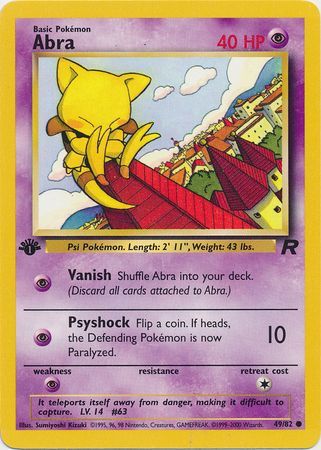 Basic Pokémon
Abra 40 HP
Psi Pokémon. Length: 2' 11", Weight: 43 lbs.
1
EDITION
R
Vanish Shuffle Abra into your deck.
(Discard all cards attached to Abra.)
Psyshock Flip a coin. If heads, 10
the Defending Pokémon is now
Paralyzed.
weakness resistance retreat cost
It teleports itself away from danger, making it difficult to
capture. LV. 14 #63
Illus. Sumiyoshi Kizuki ©1995, 96, 98 Nintendo, Creatures, GAMEFREAK. ©1999-2000 Wizards. 49/82